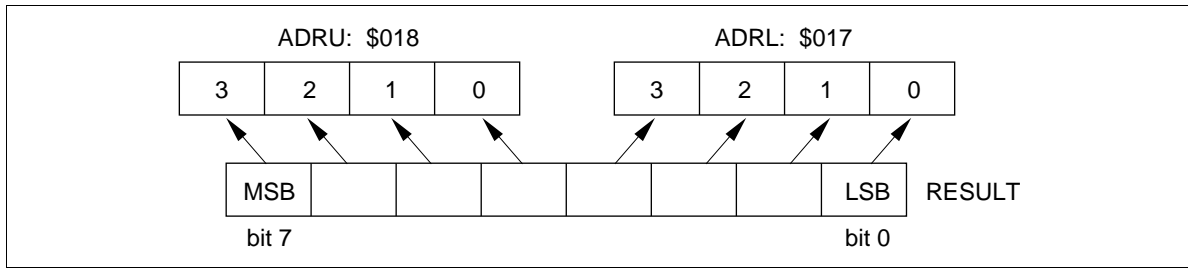 ADRU: $018 ADRL: $017
3 2 1 0 3 2 1 0
MSB LSB RESULT
bit 7 bit 0